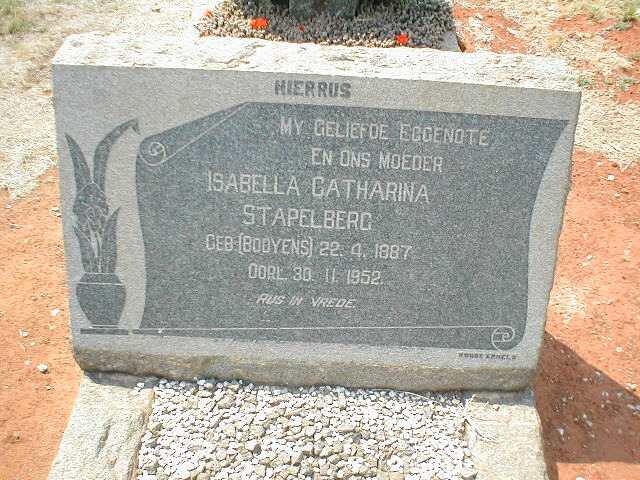 HIERRUS
MY GELIEFDE EGGENOTE
EN ONS MOEDER
ISABELLA CATHARINA
STAPELBERG
GEB (BOOYENS) 22. 4. 1887
OORL. 30. 11. 1952.
RUS IN VREDE